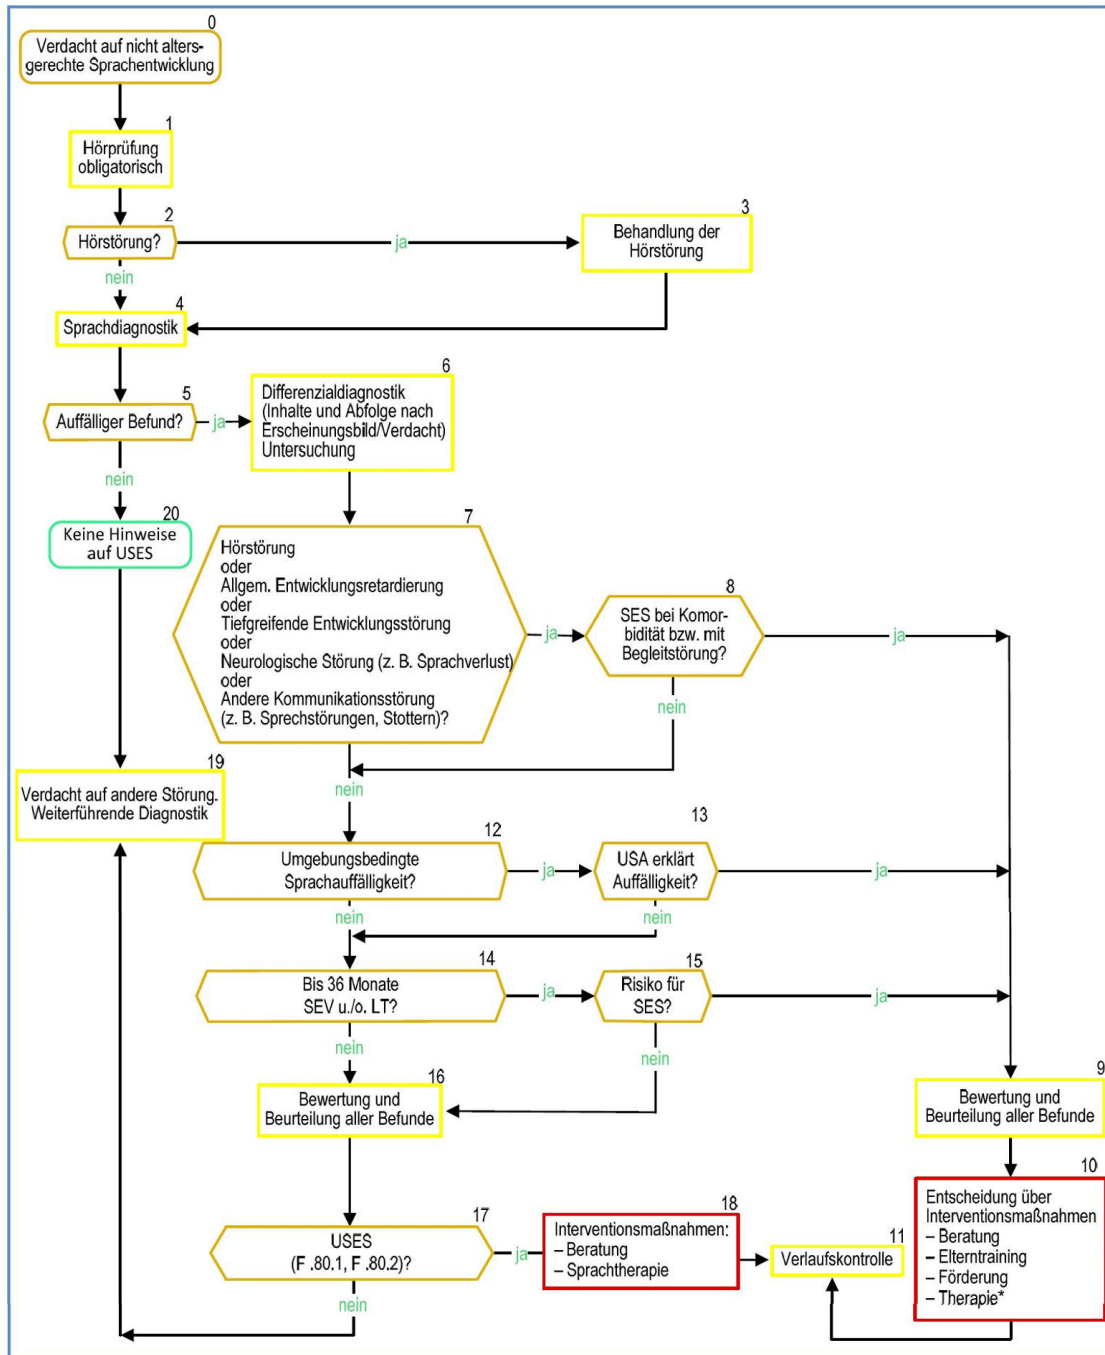 0
Verdacht auf nicht alters-
gerechte Sprachentwicklung
1
Hörprüfung
obligatorisch
2
Hörstörung?
ja
nein
3
Behandlung der
Hörstörung
4
Sprachdiagnostik
5
Auffälliger Befund?
ja
nein
6
Differenzialdiagnostik
(Inhalte und Abfolge nach
Erscheinungsbild/Verdacht)
Untersuchung
20
Keine Hinweise
auf USES
7
Hörstörung
oder
Allgem. Entwicklungsretardierung
oder
Tiefgreifende Entwicklungsstörung
oder
Neurologische Störung (z. B. Sprachverlust)
oder
Andere Kommunikationsstörung
(z. B. Sprechstörungen, Stottern)?
ja
nein
8
SES bei Komor-
bidität bzw. mit
Begleitstörung?
ja
nein
19
Verdacht auf andere Störung.
Weiterführende Diagnostik
12
Umgebungsbedingte
Sprachauffälligkeit?
ja
nein
13
USA erklärt
Auffälligkeit?
ja
nein
14
Bis 36 Monate
SEV u./o. LT?
ja
nein
15
Risiko für
SES?
ja
nein
16
Bewertung und
Beurteilung aller Befunde
9
Bewertung und
Beurteilung aller Befunde
17
USES
(F .80.1, F .80.2)?
ja
nein
18
Interventionsmaßnahmen:
– Beratung
– Sprachtherapie
11
Verlaufskontrolle
10
Entscheidung über
Interventionsmaßnahmen
– Beratung
– Elterntraining
– Förderung
– Therapie*